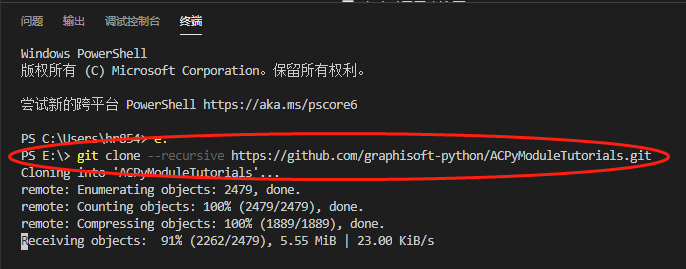 问题 输出 调试控制台 终端
Windows PowerShell
版权所有 (C) Microsoft Corporation。保留所有权利。
尝试新的跨平台 PowerShell https://aka.ms/pscore6
PS C:\Users\hr854> e:
PS E:\> git clone --recursive https://github.com/graphisoft-python/ACPyModuleTutorials.git
Cloning into 'ACPyModuleTutorials'...
remote: Enumerating objects: 2479, done.
remote: Counting objects: 100% (2479/2479), done.
remote: Compressing objects: 100% (1889/1889), done.
Receiving objects:  91% (2262/2479), 5.55 MiB | 23.00 KiB/s